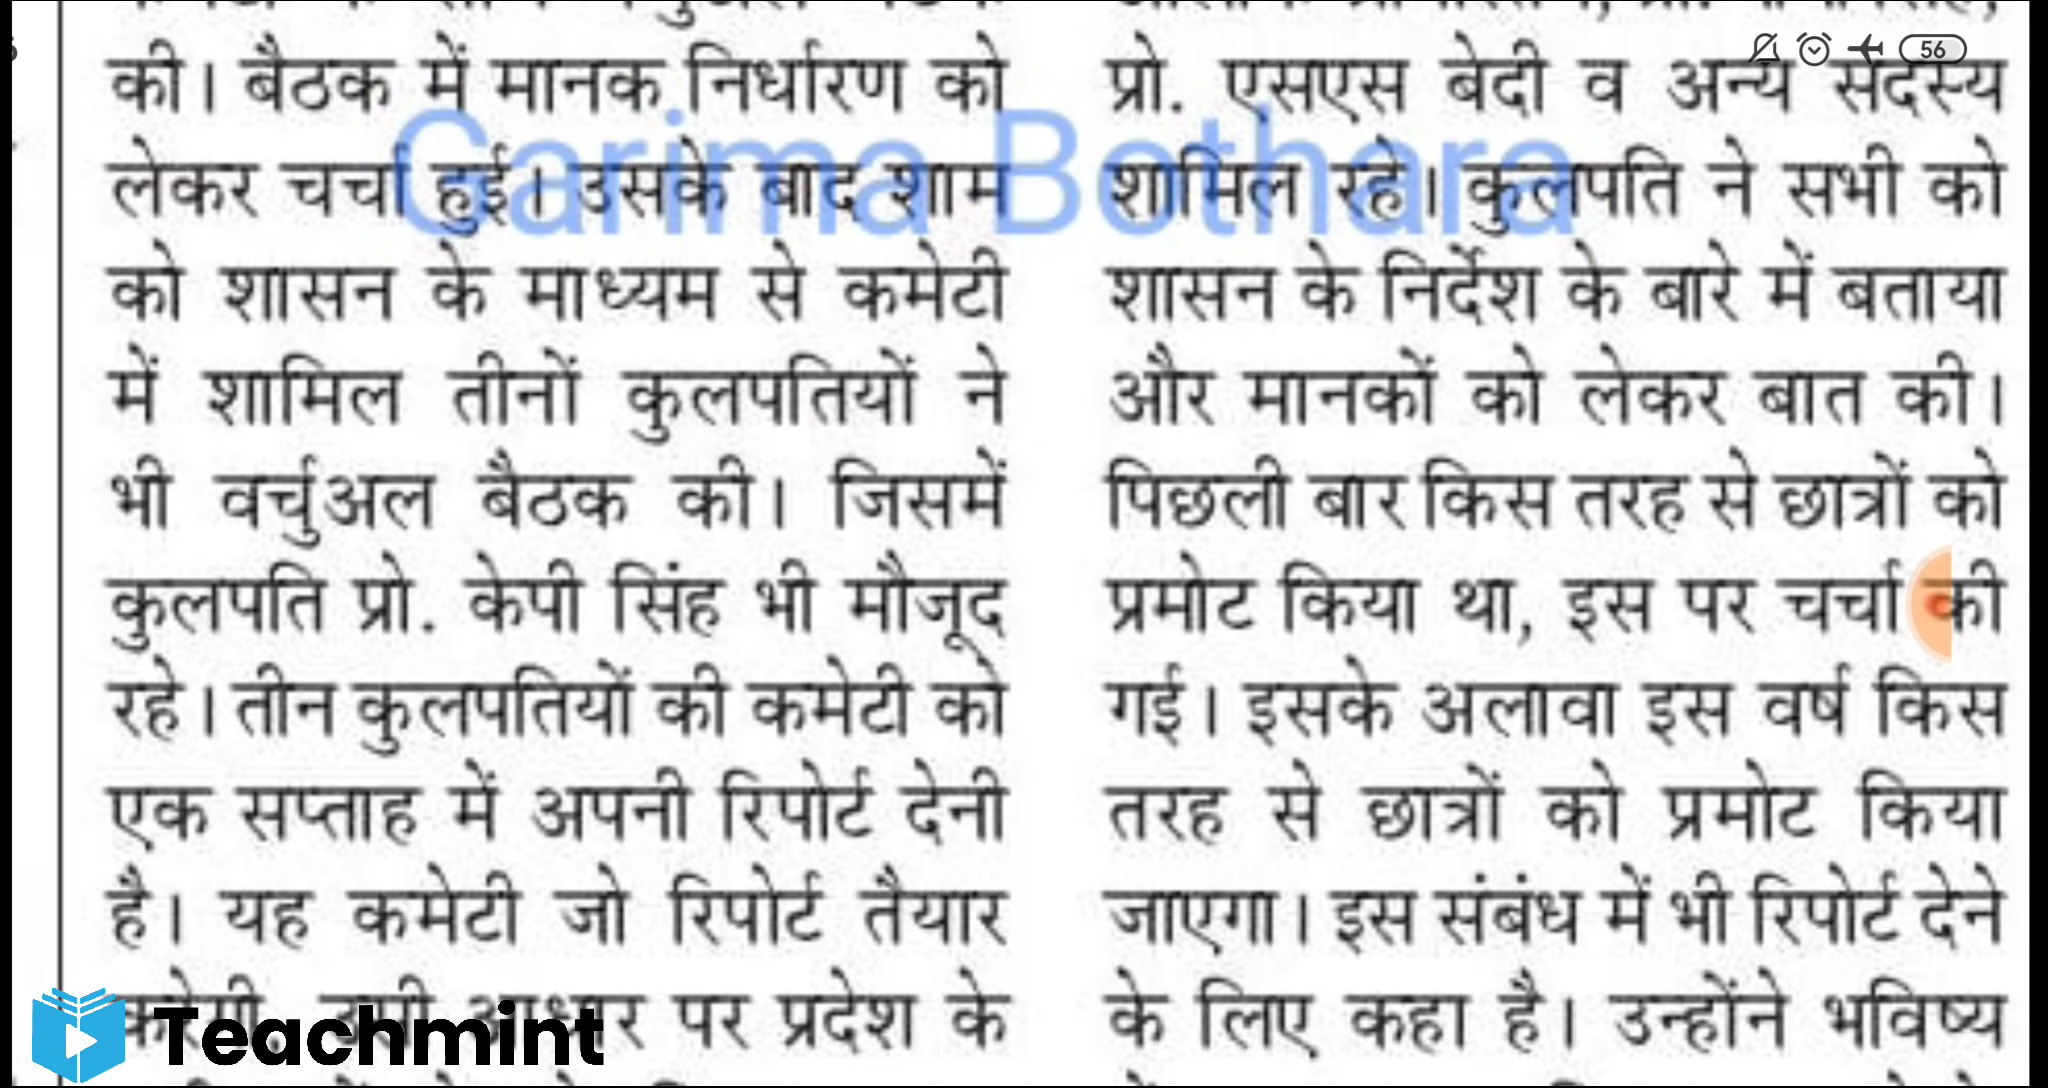 की। बैठक में मानक निर्धारण को
लेकर चर्चा हुई। उसके बाद शाम
को शासन के माध्यम से कमेटी
में शामिल तीनों कुलपतियों ने
भी वर्चुअल बैठक की। जिसमें
कुलपति प्रो. केपी सिंह भी मौजूद
रहे। तीन कुलपतियों की कमेटी को
एक सप्ताह में अपनी रिपोर्ट देनी
है। यह कमेटी जो रिपोर्ट तैयार
करेगी, उसी आधार पर प्रदेश के
प्रो. एसएस बेदी व अन्य सदस्य
शामिल रहे। कुलपति ने सभी को
शासन के निर्देश के बारे में बताया
और मानकों को लेकर बात की।
पिछली बार किस तरह से छात्रों को
प्रमोट किया था, इस पर चर्चा की
गई। इसके अलावा इस वर्ष किस
तरह से छात्रों को प्रमोट किया
जाएगा। इस संबंध में भी रिपोर्ट देने
के लिए कहा है। उन्होंने भविष्य
56
Garima Bothara
Teachmint